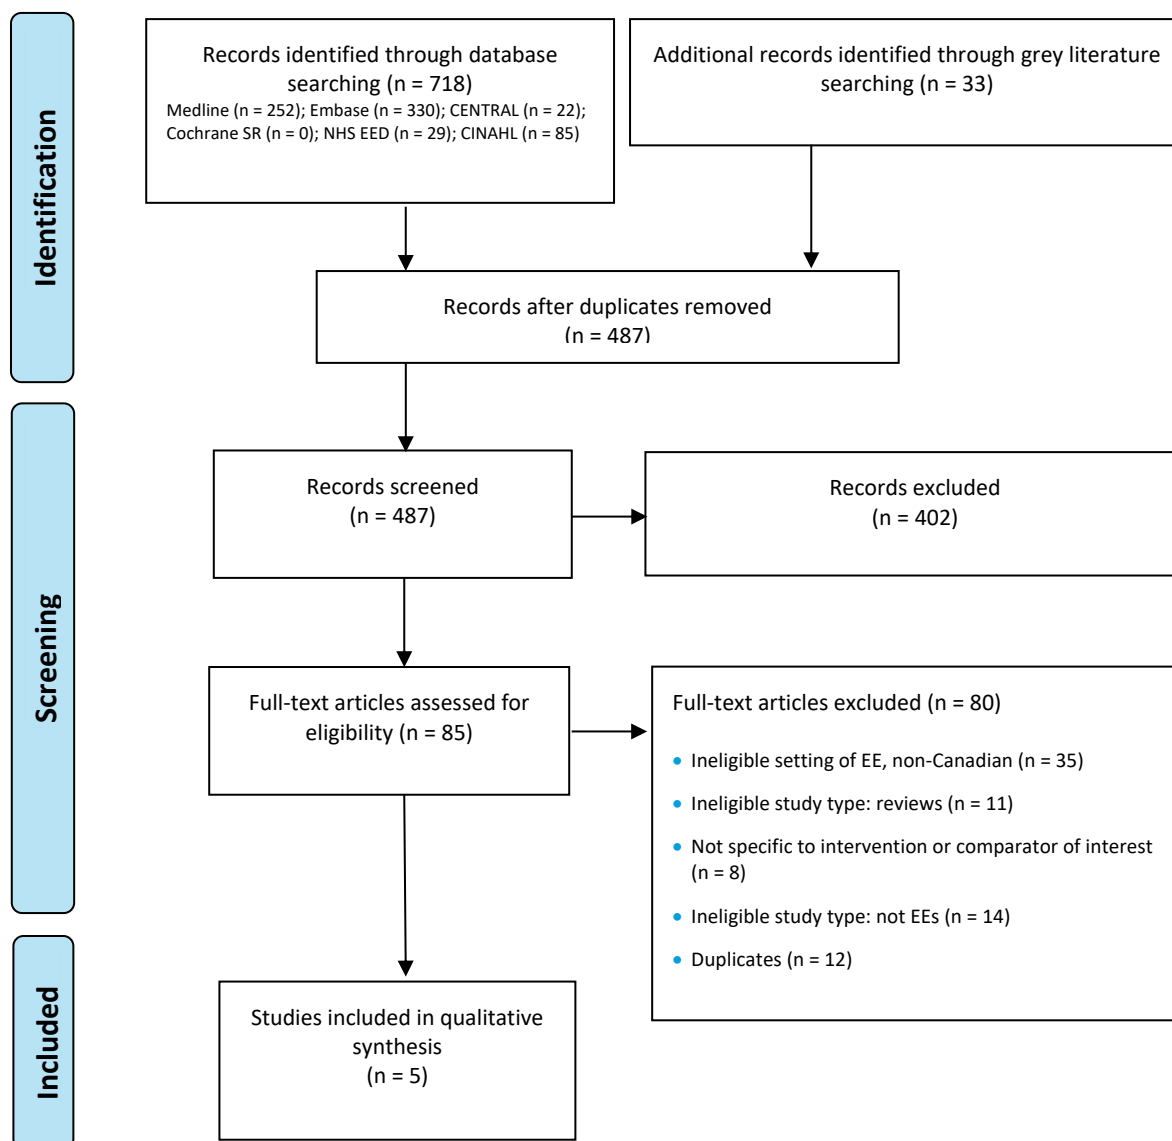 Identification
Records identified through database
searching (n = 718)
Medline (n = 252); Embase (n = 330); CENTRAL (n = 22);
Cochrane SR (n = 0); NHS EED (n = 29); CINAHL (n = 85)
Additional records identified through grey literature
searching (n = 33)
Records after duplicates removed
(n = 487)
Screening
Records screened
(n = 487)
Records excluded
(n = 402)
Full-text articles assessed for
eligibility (n = 85)
Full-text articles excluded (n = 80)
• Ineligible setting of EE, non-Canadian (n = 35)
• Ineligible study type: reviews (n = 11)
• Not specific to intervention or comparator of interest
(n = 8)
• Ineligible study type: not EEs (n = 14)
• Duplicates (n = 12)
Included
Studies included in qualitative
synthesis
(n = 5)